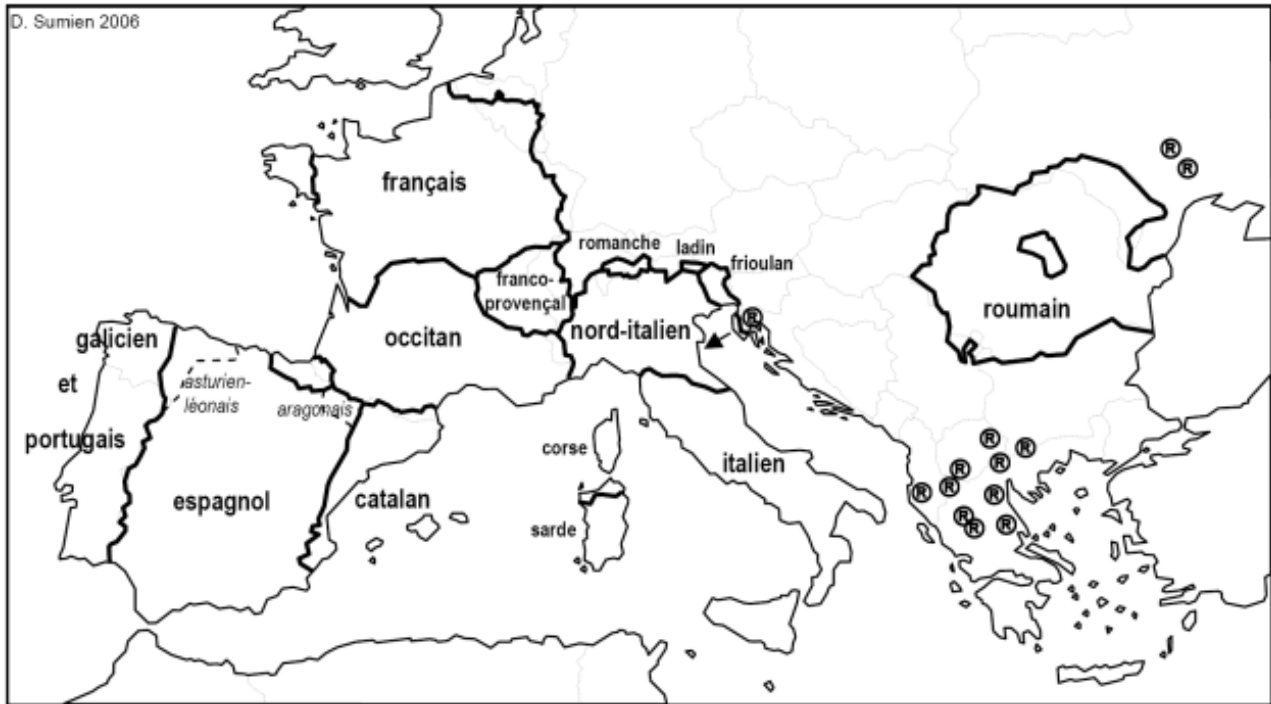 D. Sumien 2006
français
romanche
ladin
frioulan
franco-
provençal
occitan
nord-italien
roumain
galicien
et
portugais
asturien-
léonais
aragonais
espagnol
catalan
corse
sarde
italien
R
R
R
R
R
R
R
R
R
R
R
R
R